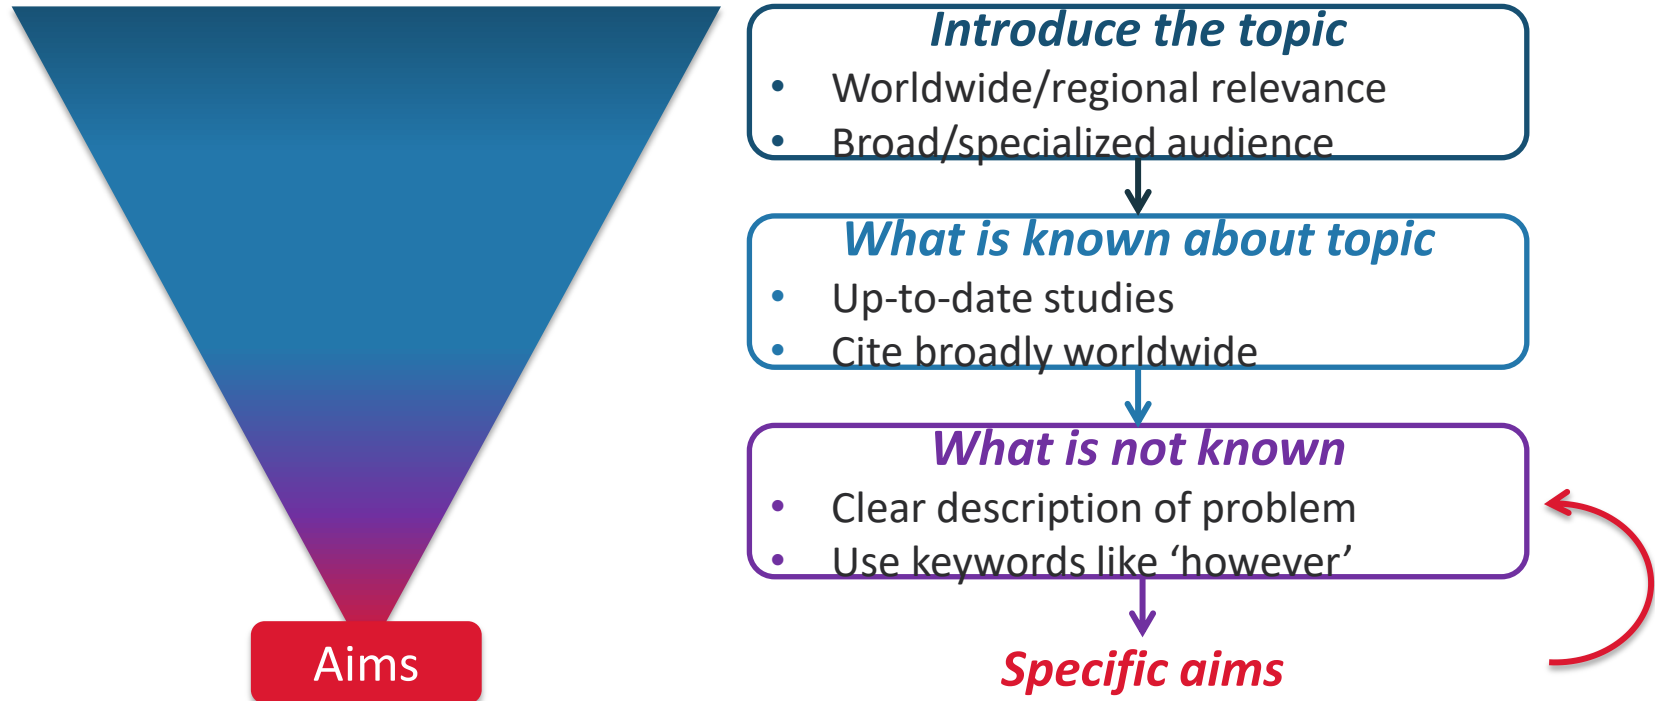 Introduce the topic
• Worldwide/regional relevance
• Broad/specialized audience
What is known about topic
• Up-to-date studies
• Cite broadly worldwide
What is not known
• Clear description of problem
• Use keywords like ‘however’
Aims
Specific aims